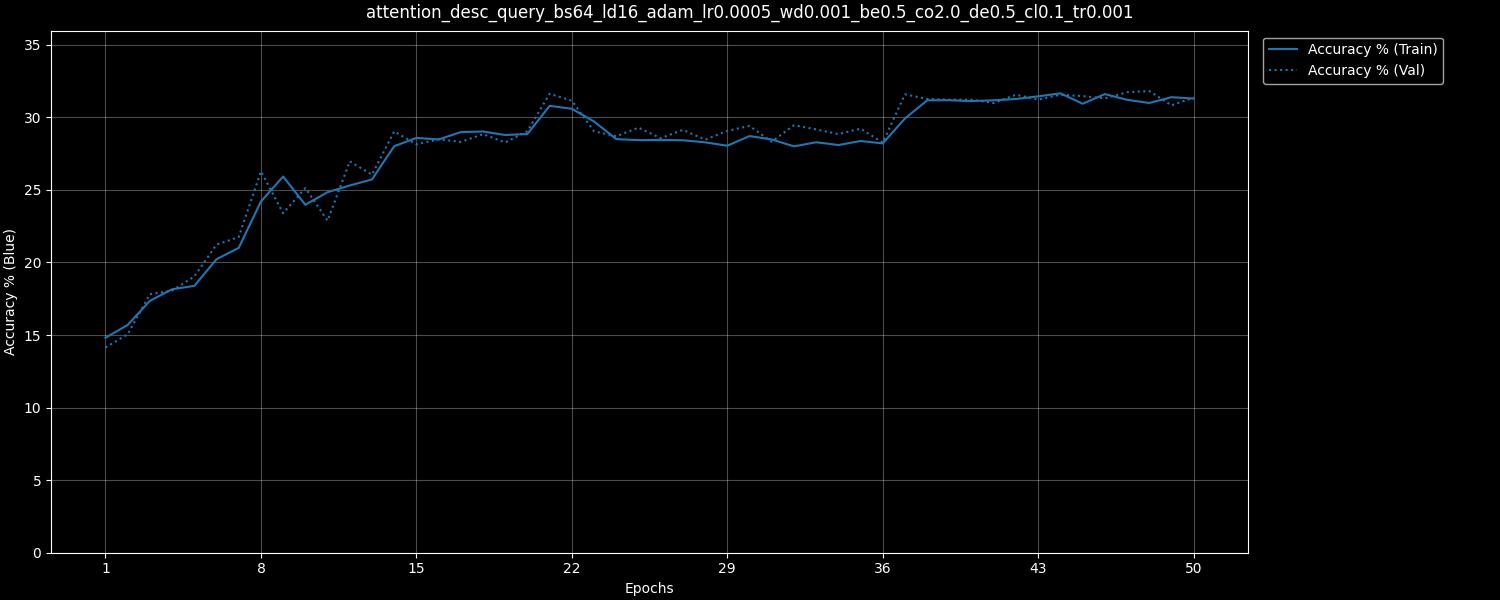 attention_desc_query_bs64_ld16_adam_lr0.0005_wd0.001_be0.5_co2.0_de0.5_cl0.1_tr0.001
Accuracy % (Train)
Accuracy % (Val)
Accuracy % (Blue)
35
30
25
20
15
10
5
0
1 8 15 22 29 36 43 50
Epochs